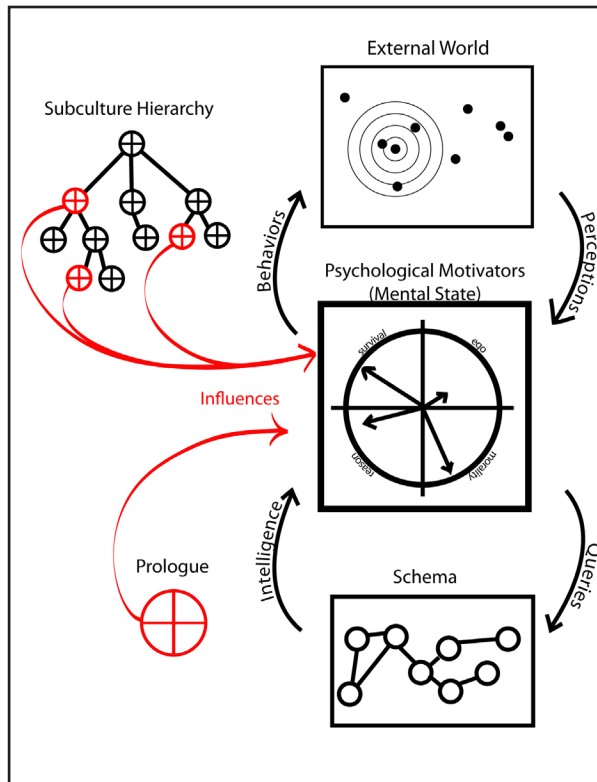 External World
Subculture Hierarchy
Behaviors
Perceptions
Psychological Motivators
(Mental State)
survival
ego
reason
morality
Influences
Intelligence
Queries
Prologue
Schema